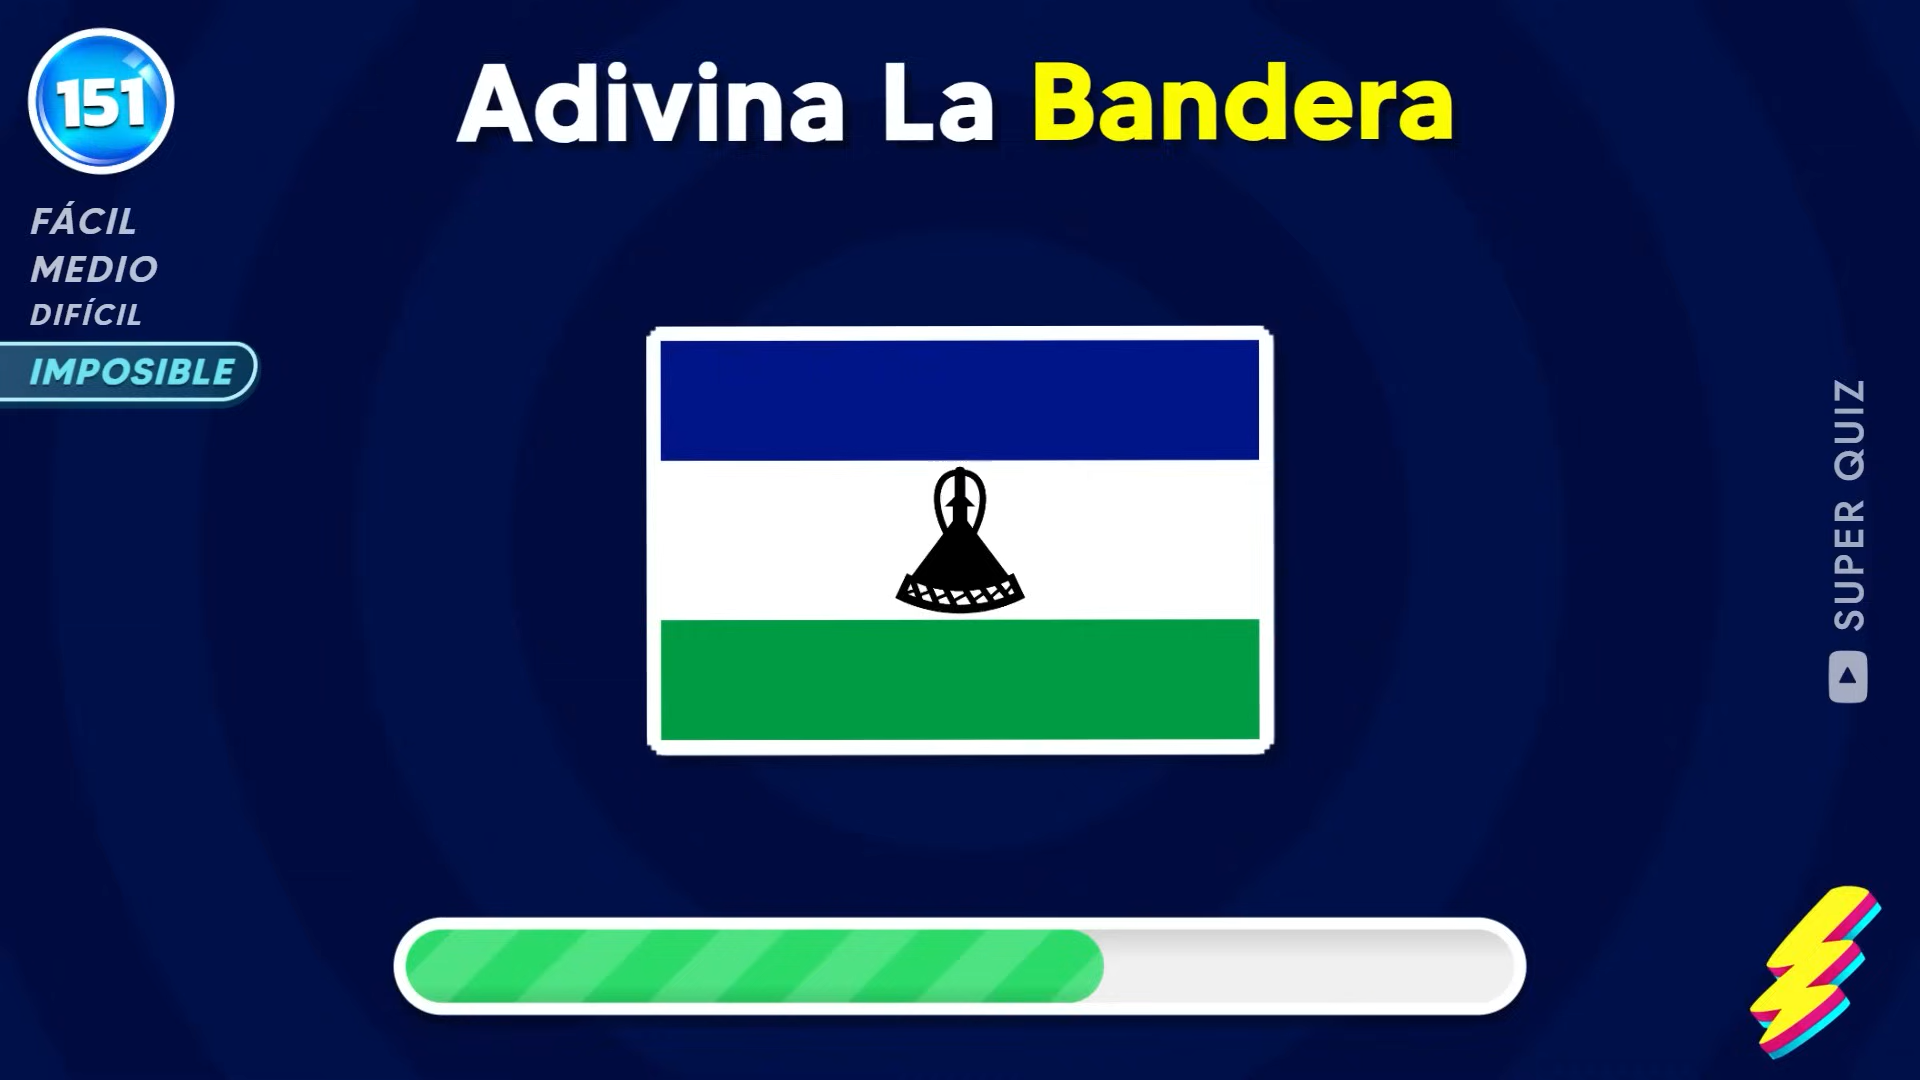 151
Adivina La Bandera
FÁCIL
MEDIO
DIFÍCIL
IMPOSIBLE
SUPER QUIZ